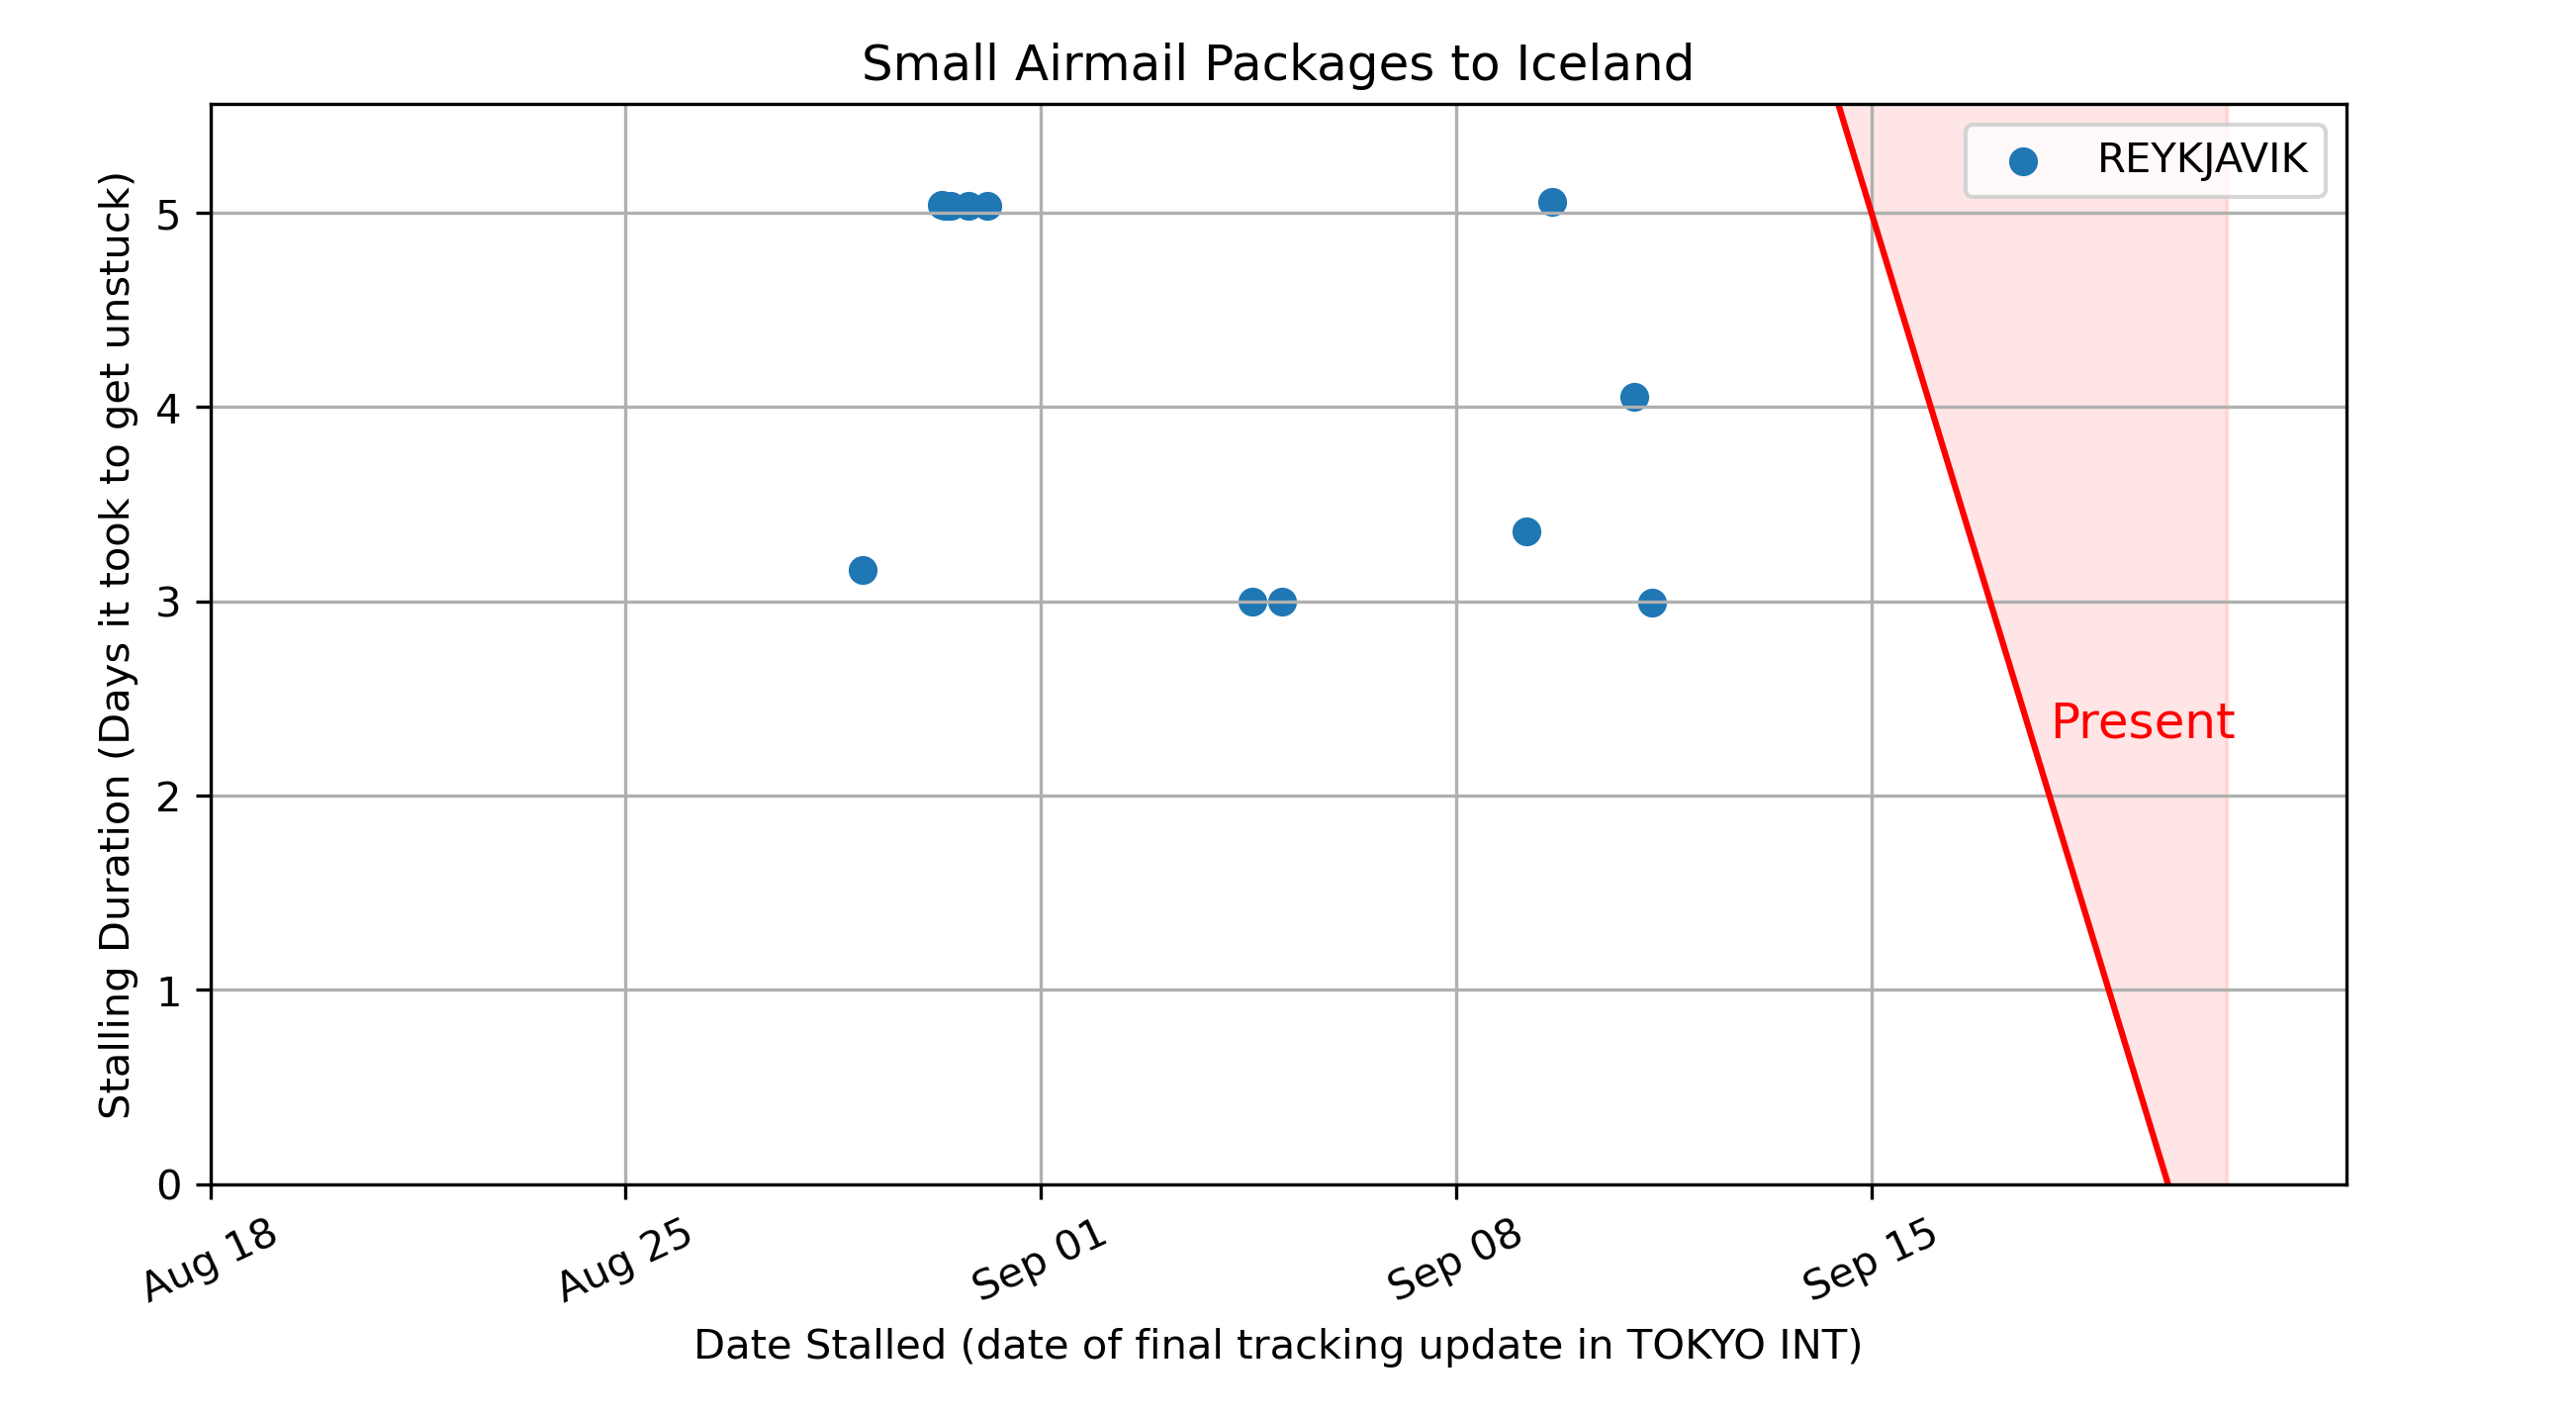 Small Airmail Packages to Iceland
REYKJAVIK
Stalling Duration (Days it took to get unstuck)
5
4
3
2
1
0
Present
Aug 18
Aug 25
Sep 01
Sep 08
Sep 15
Date Stalled (date of final tracking update in TOKYO INT)